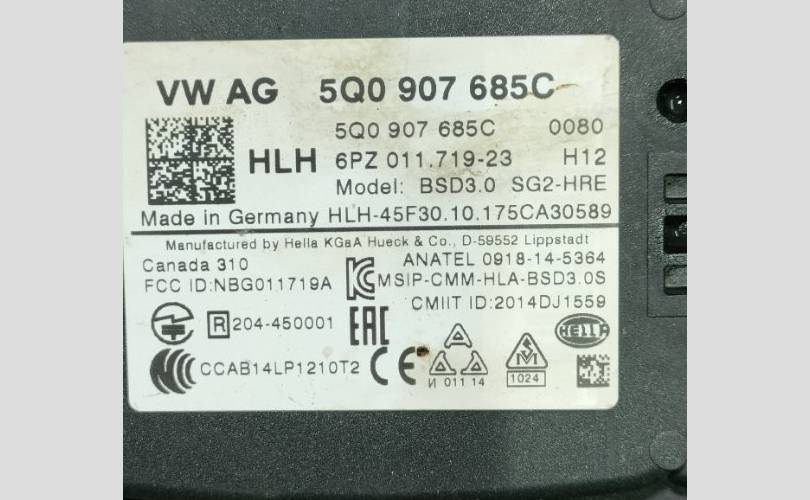 VW AG 5Q0 907 685C
5Q0 907 685C 0080
HLH 6PZ 011.719-23 H12
Model: BSD3.0 SG2-HRE
Made in Germany HLH-45F30.10.175CA30589
Manufactured by Hella KGaA Hueck & Co., D-59552 Lippstadt
Canada 310 ANATEL 0918-14-5364
FCC ID:NBG011719A MSIP-CMM-HLA-BSD3.0S
CMIIT ID:2014DJ1559
R 204-450001 EAC HELLA
CCAB14LP1210T2 CE И 011 14 1024